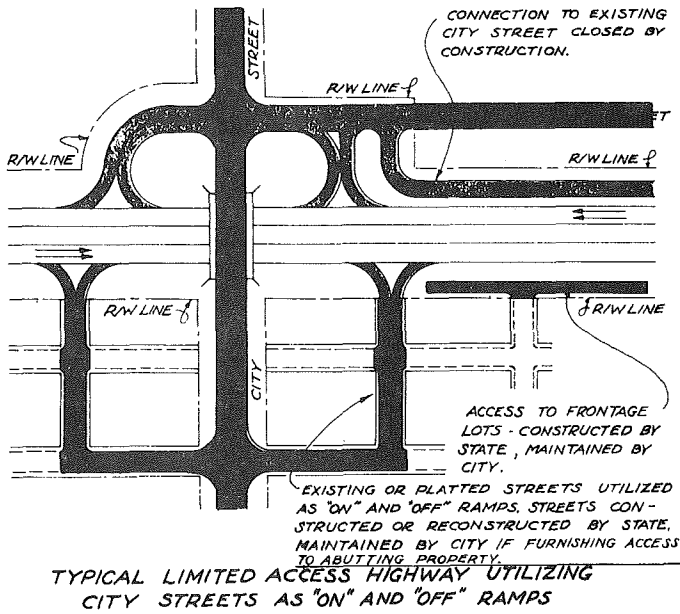 CONNECTION TO EXISTING
CITY STREET CLOSED BY
CONSTRUCTION.
STREET
R/W LINE
R/W LINE
R/W LINE
R/W LINE
R/W LINE
CITY
ACCESS TO FRONTAGE
LOTS - CONSTRUCTED BY
STATE, MAINTAINED BY
CITY.
EXISTING OR PLATTED STREETS UTILIZED
AS "ON" AND "OFF" RAMPS. STREETS CON-
STRUCTED OR RECONSTRUCTED BY STATE,
MAINTAINED BY CITY IF FURNISHING ACCESS
TO ABUTTING PROPERTY.
TYPICAL LIMITED ACCESS HIGHWAY UTILIZING
CITY STREETS AS "ON" AND "OFF" RAMPS